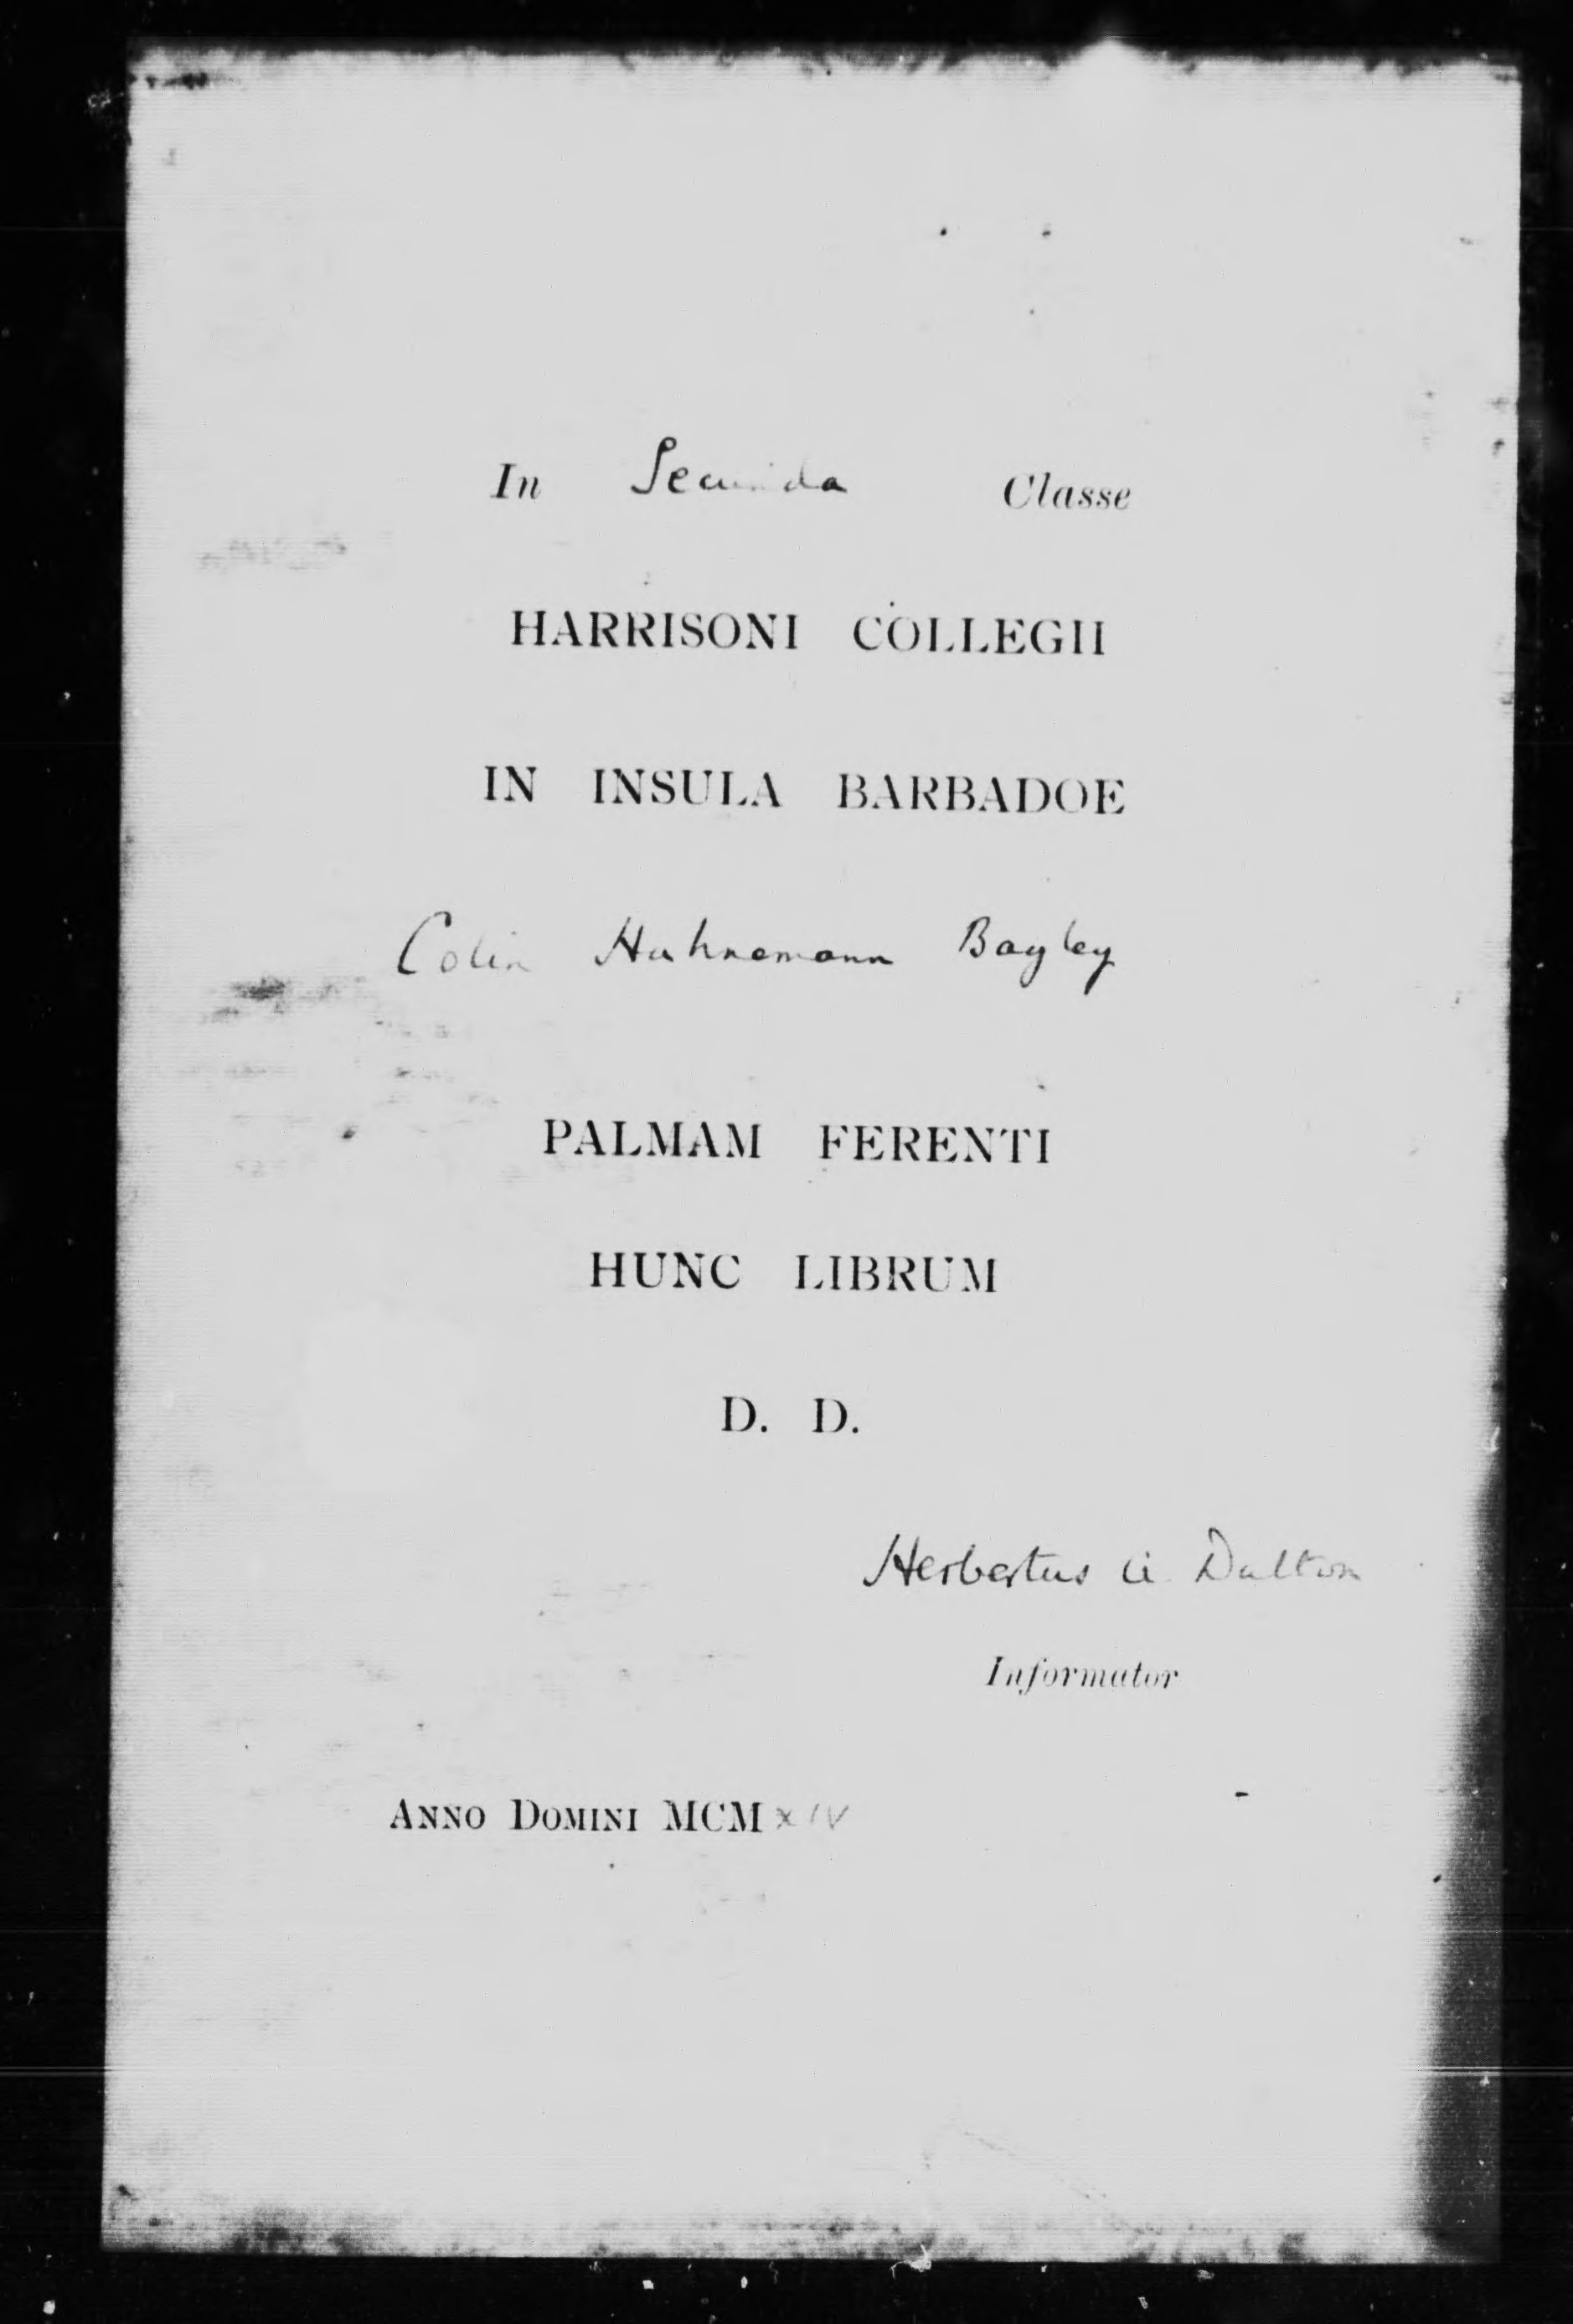 In Secunda Classe
HARRISONI COLLEGII
IN INSULA BARBADOE
Colin Hahnemann Bagley
PALMAM FERENTI
HUNC LIBRUM
D. D.
Herbertus A. Dalton
Informator
ANNO DOMINI MCMXIV